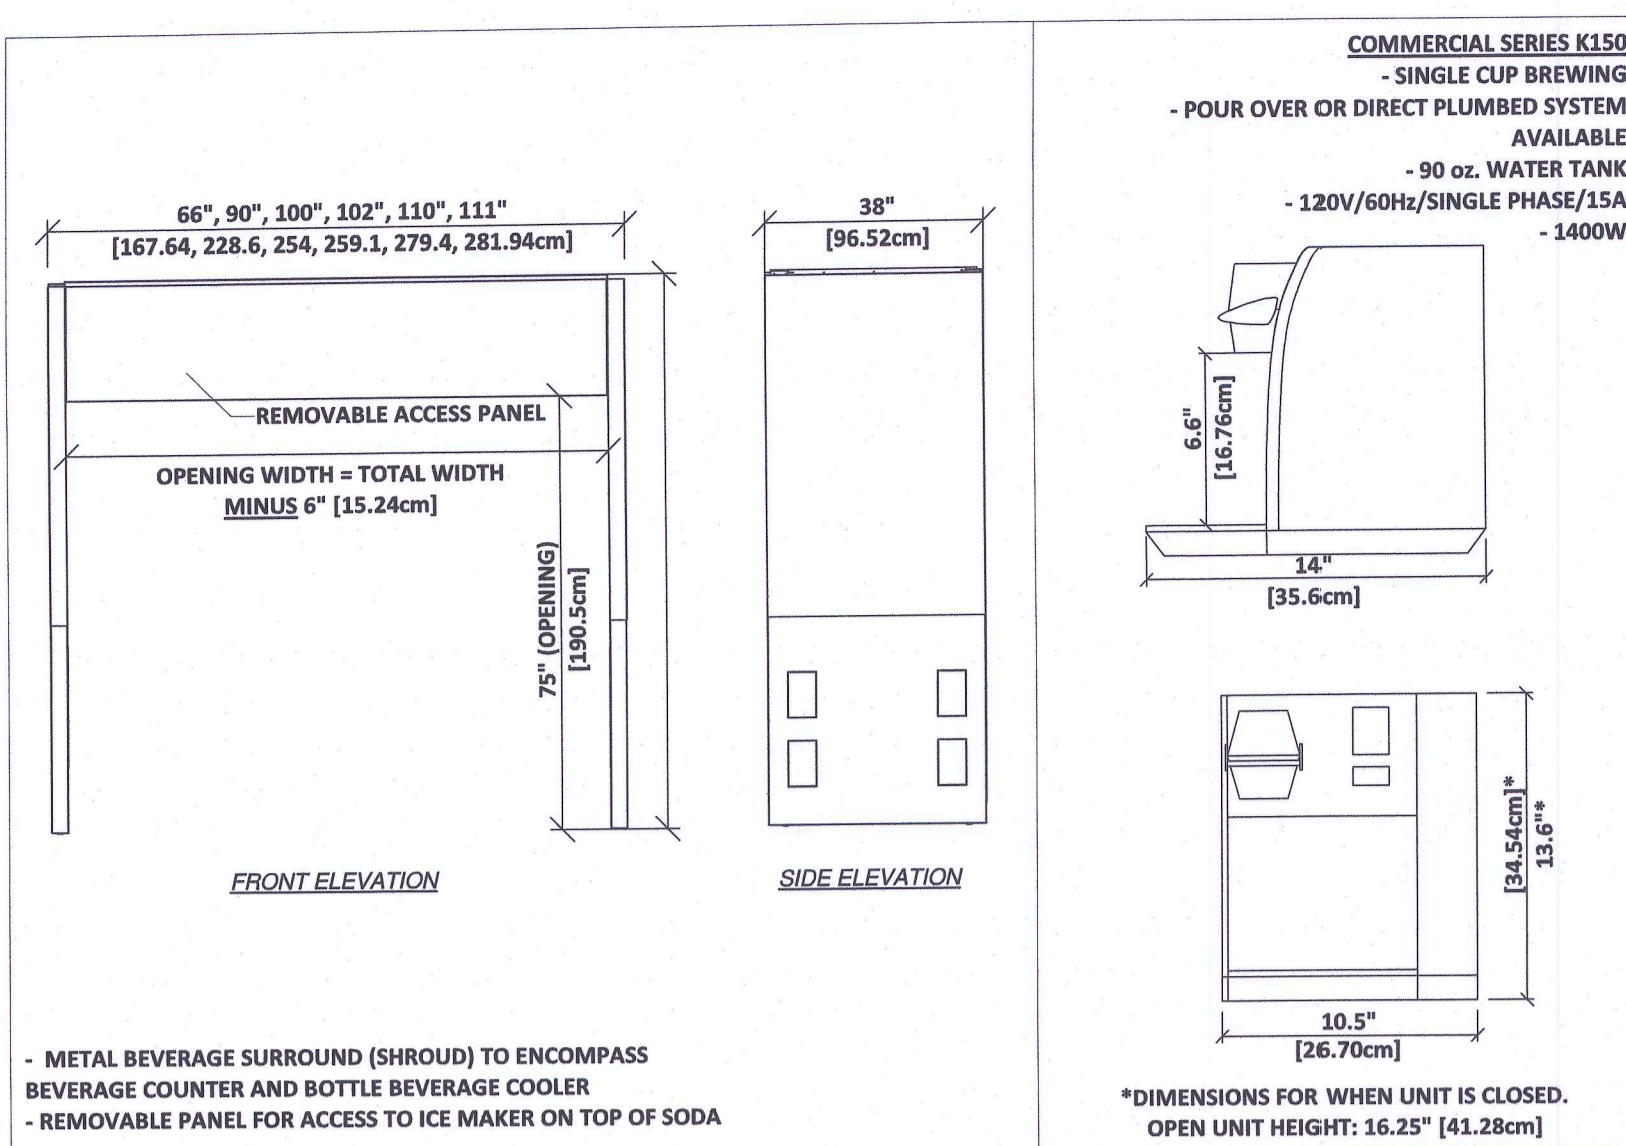 66", 90", 100", 102", 110", 111"
[167.64, 228.6, 254, 259.1, 279.4, 281.94cm]
REMOVABLE ACCESS PANEL
OPENING WIDTH = TOTAL WIDTH
MINUS 6" [15.24cm]
75" (OPENING)
[190.5cm]
FRONT ELEVATION
38"
[96.52cm]
SIDE ELEVATION
- METAL BEVERAGE SURROUND (SHROUD) TO ENCOMPASS
BEVERAGE COUNTER AND BOTTLE BEVERAGE COOLER
- REMOVABLE PANEL FOR ACCESS TO ICE MAKER ON TOP OF SODA
COMMERCIAL SERIES K150
- SINGLE CUP BREWING
- POUR OVER OR DIRECT PLUMBED SYSTEM
AVAILABLE
- 90 oz. WATER TANK
- 120V/60Hz/SINGLE PHASE/15A
- 1400W
6.6"
[16.76cm]
14"
[35.6cm]
[34.54cm]*
13.6"*
10.5"
[26.70cm]
*DIMENSIONS FOR WHEN UNIT IS CLOSED.
OPEN UNIT HEIGHT: 16.25" [41.28cm]